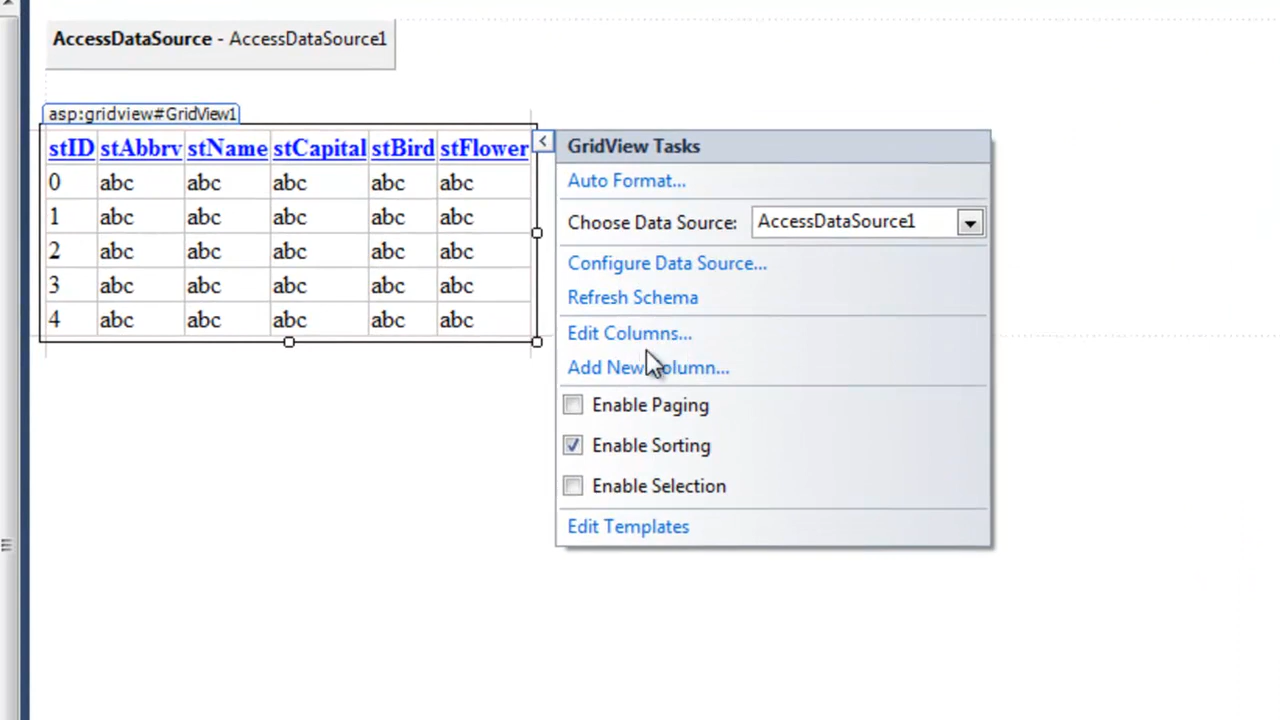 AccessDataSource - AccessDataSource1
asp:gridview#GridView1
stID stAbbrv stName stCapital stBird stFlower
0 abc abc abc abc abc
1 abc abc abc abc abc
2 abc abc abc abc abc
3 abc abc abc abc abc
4 abc abc abc abc abc
GridView Tasks
Auto Format...
Choose Data Source: AccessDataSource1
Configure Data Source...
Refresh Schema
Edit Columns...
Add New Column...
Enable Paging
Enable Sorting
Enable Selection
Edit Templates